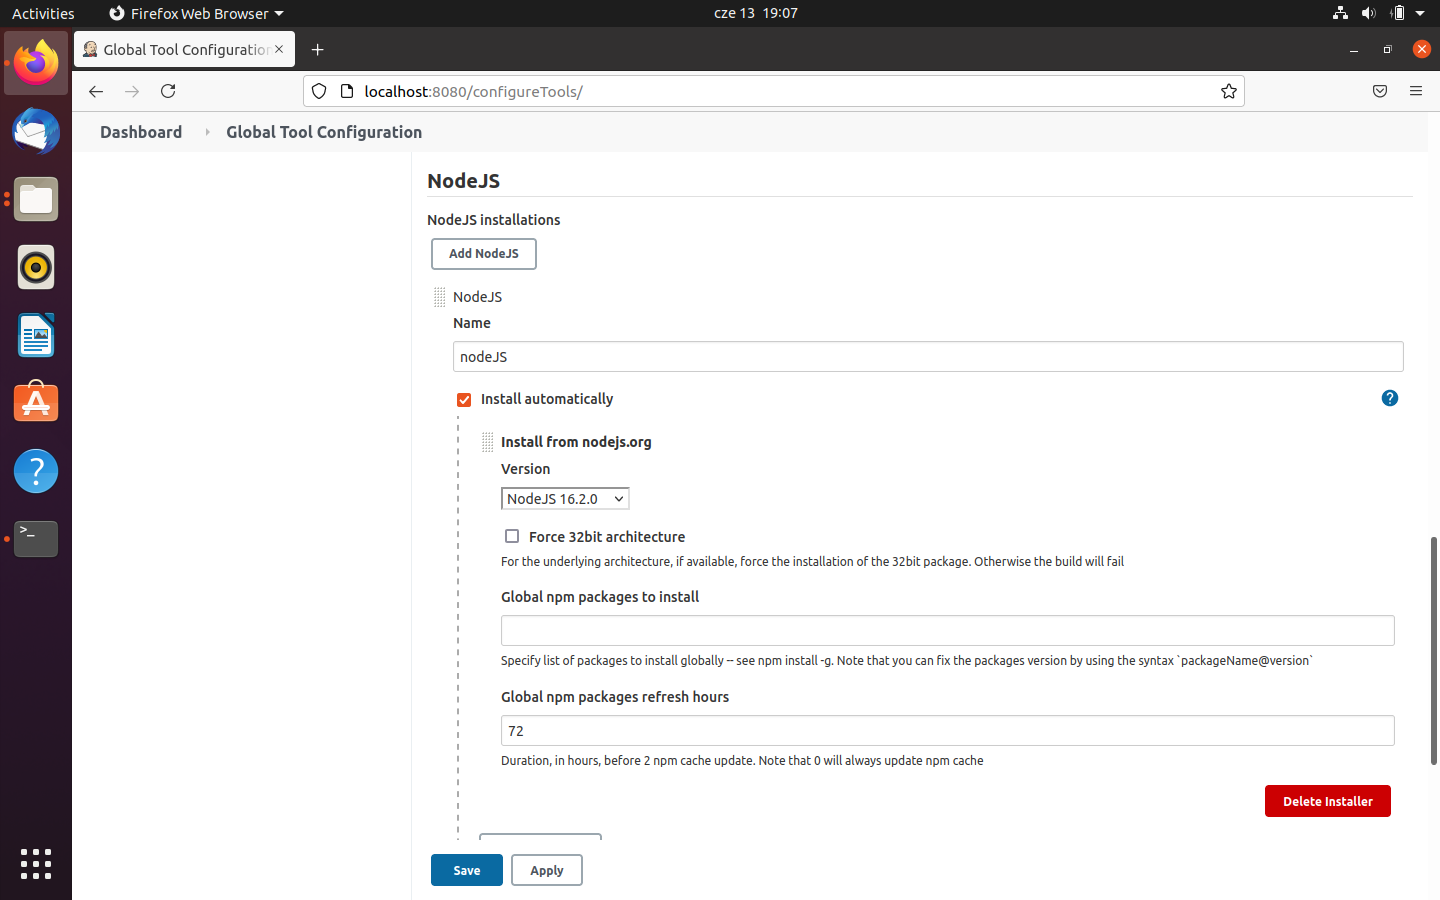 Activities
Firefox Web Browser
cze 13 19:07
Global Tool Configuration
localhost:8080/configureTools/
Dashboard
Global Tool Configuration
NodeJS
NodeJS installations
Add NodeJS
NodeJS
Name
nodeJS
Install automatically
?
Install from nodejs.org
Version
NodeJS 16.2.0
Force 32bit architecture
For the underlying architecture, if available, force the installation of the 32bit package. Otherwise the build will fail
Global npm packages to install
Specify list of packages to install globally -- see npm install -g. Note that you can fix the packages version by using the syntax `packageName@version`
Global npm packages refresh hours
72
Duration, in hours, before 2 npm cache update. Note that 0 will always update npm cache
Delete Installer
Save
Apply